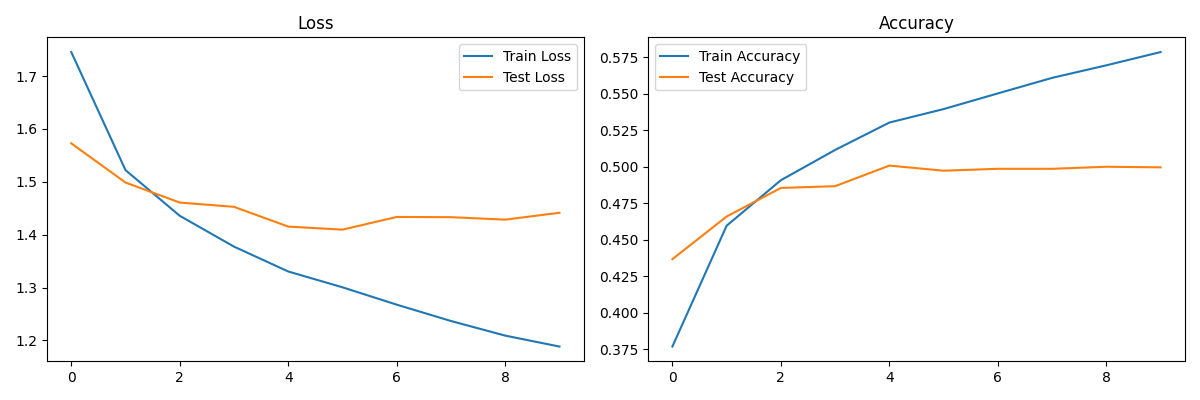 Loss
Train Loss
Test Loss
1.7
1.6
1.5
1.4
1.3
1.2
0 2 4 6 8
Accuracy
Train Accuracy
Test Accuracy
0.575
0.550
0.525
0.500
0.475
0.450
0.425
0.400
0.375
0 2 4 6 8